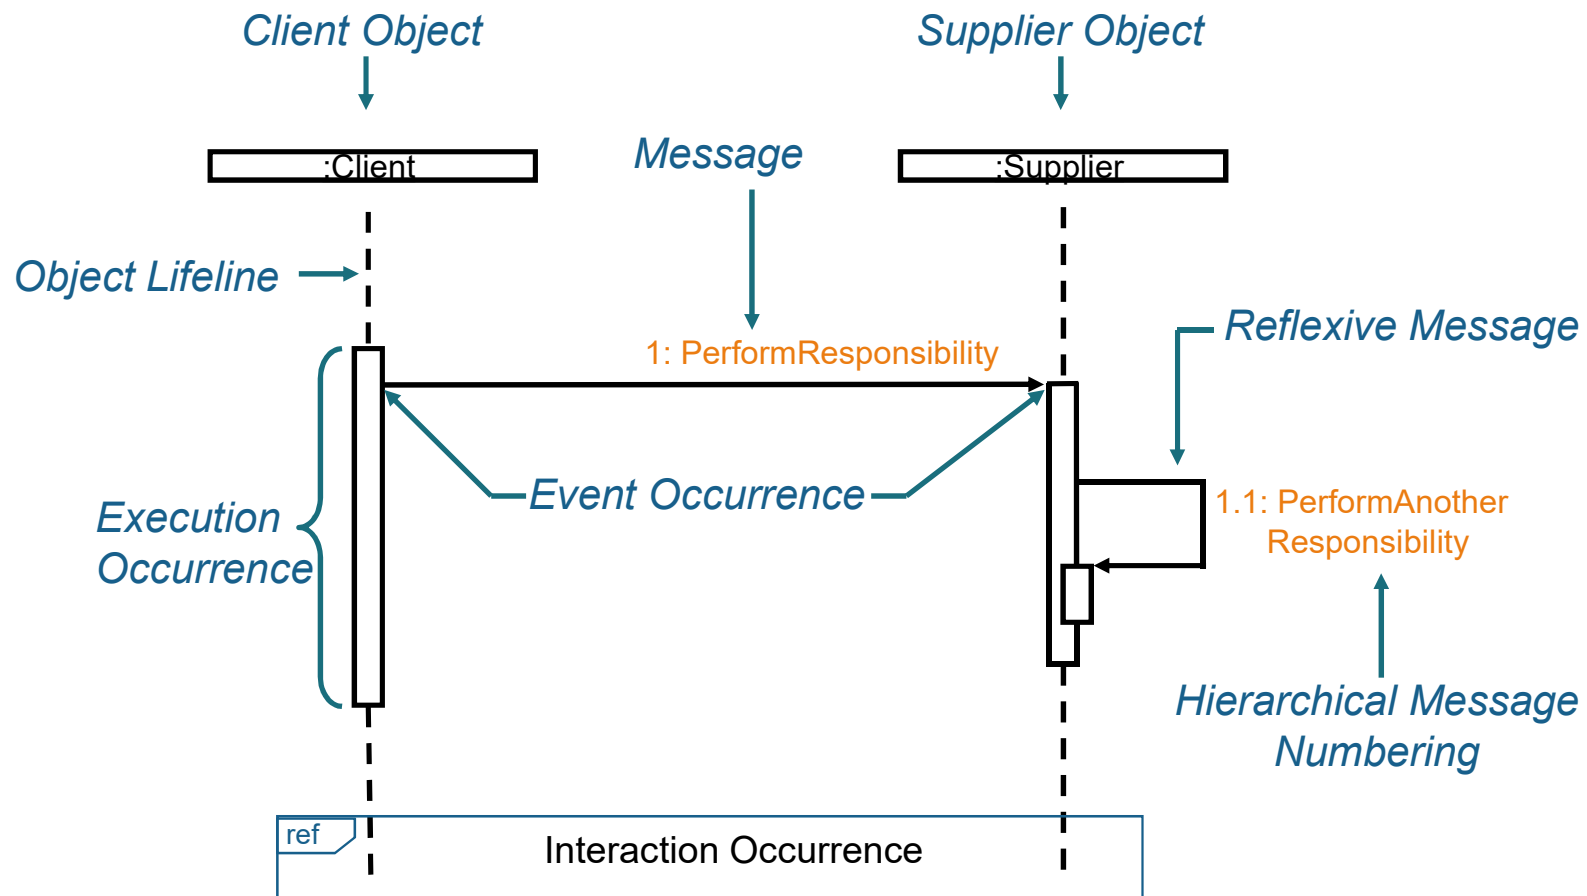 Client Object
Supplier Object
Message
:Client
:Supplier
Object Lifeline
Reflexive Message
1: PerformResponsibility
Event Occurrence
Execution
Occurrence
1.1: PerformAnother
Responsibility
Hierarchical Message
Numbering
ref
Interaction Occurrence